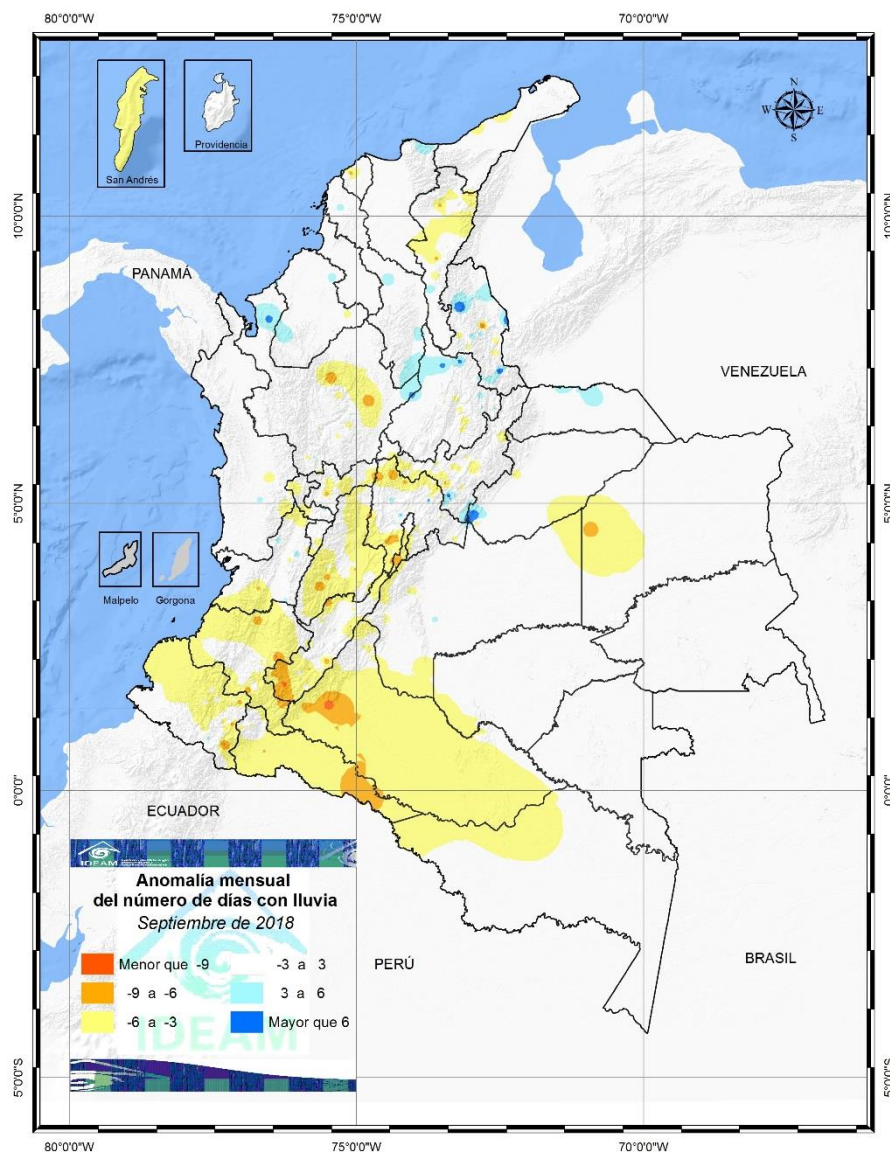 80°0'0"W 75°0'0"W 70°0'0"W
San Andrés
Providencia
N
W E
S
10°0'0"N 10°0'0"N
PANAMÁ
VENEZUELA
5°0'0"N 5°0'0"N
Malpelo
Gorgona
0°0'0" 0°0'0"
ECUADOR
IDEAM
Anomalía mensual
del número de días con lluvia
Septiembre de 2018
Menor que -9 -3 a 3
-9 a -6 3 a 6
-6 a -3 Mayor que 6
IDEAM
PERÚ
BRASIL
5°0'0"S 5°0'0"S
80°0'0"W 75°0'0"W 70°0'0"W